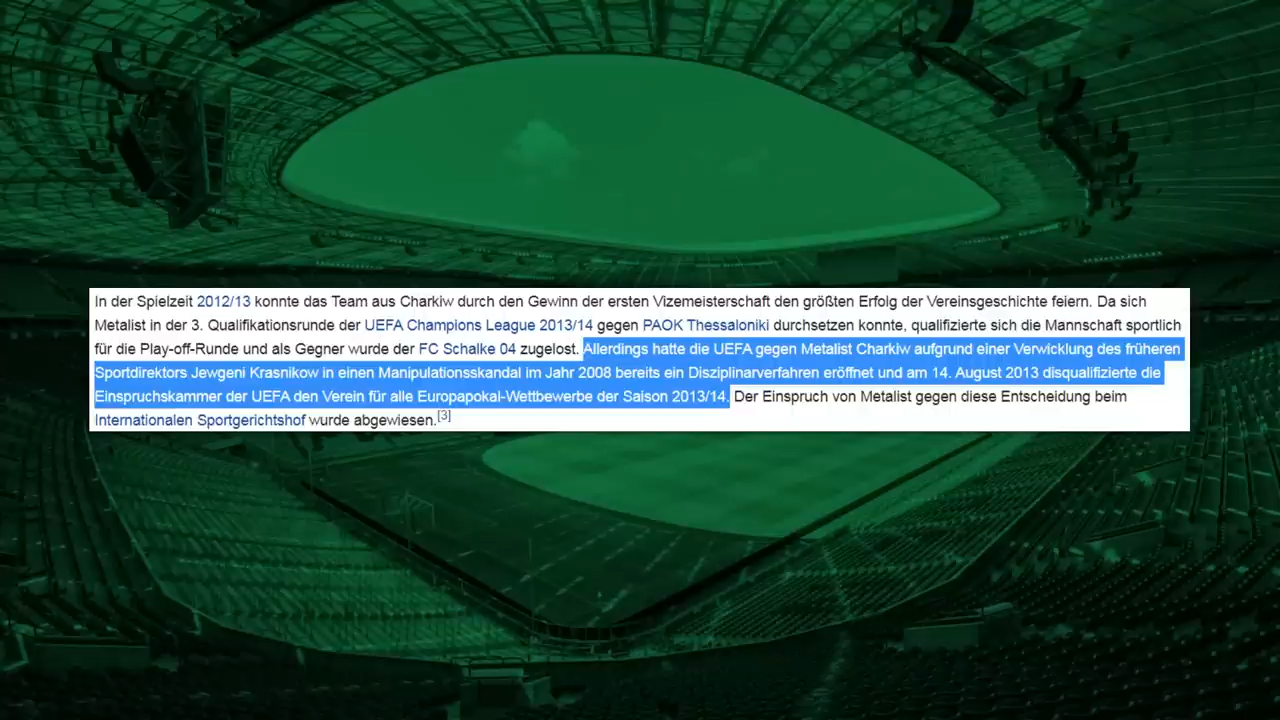 In der Spielzeit 2012/13 konnte das Team aus Charkiw durch den Gewinn der ersten Vizemeisterschaft den größten Erfolg der Vereinsgeschichte feiern. Da sich
Metalist in der 3. Qualifikationsrunde der UEFA Champions League 2013/14 gegen PAOK Thessaloniki durchsetzen konnte, qualifizierte sich die Mannschaft sportlich
für die Play-off-Runde und als Gegner wurde der FC Schalke 04 zugelost. Allerdings hatte die UEFA gegen Metalist Charkiw aufgrund einer Verwicklung des früheren
Sportdirektors Jewgeni Krasnikow in einen Manipulationsskandal im Jahr 2008 bereits ein Disziplinarverfahren eröffnet und am 14. August 2013 disqualifizierte die
Einspruchskammer der UEFA den Verein für alle Europapokal-Wettbewerbe der Saison 2013/14. Der Einspruch von Metalist gegen diese Entscheidung beim
Internationalen Sportgerichtshof wurde abgewiesen.[3]